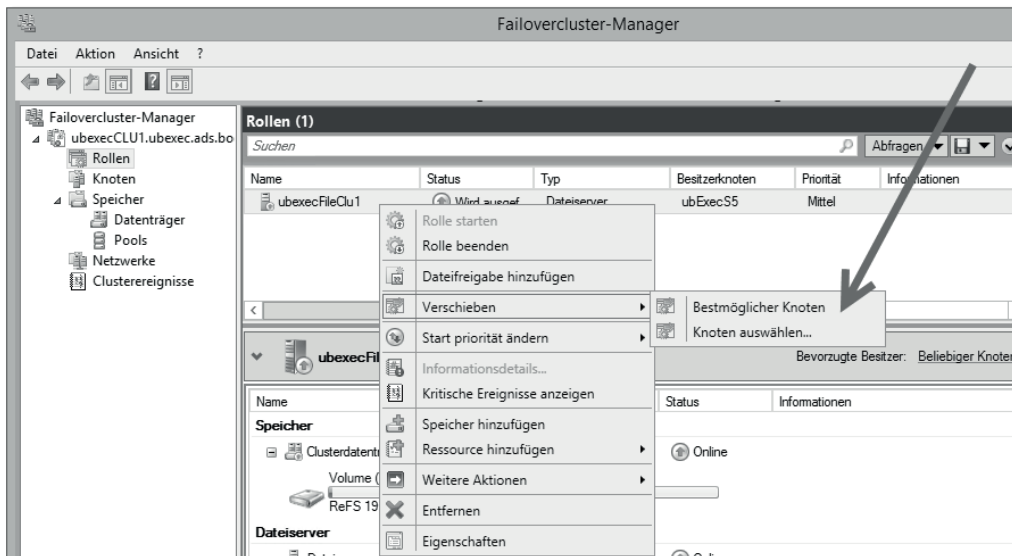 Failovercluster-Manager
Datei Aktion Ansicht ?
Failovercluster-Manager
ubexecCLU1.ubexec.ads.bo
Rollen
Knoten
Speicher
Datenträger
Pools
Netzwerke
Clusterereignisse
Rollen (1)
Suchen
Abfragen
Name Status Typ Besitzerknoten Priorität Informationen
ubexecFileClu1 Wird ausgef Dateiserver ubExecS5 Mittel
Rolle starten
Rolle beenden
Dateifreigabe hinzufügen
Verschieben
Bestmöglicher Knoten
Knoten auswählen...
Start priorität ändern
Informationsdetails...
Kritische Ereignisse anzeigen
Speicher hinzufügen
Ressource hinzufügen
Weitere Aktionen
Entfernen
Eigenschaften
ubexecFil
Bevorzugte Besitzer: Beliebiger Knoten
Name Status Informationen
Speicher
Clusterdatentr Online
Volume (
ReFS 19
Dateiserver